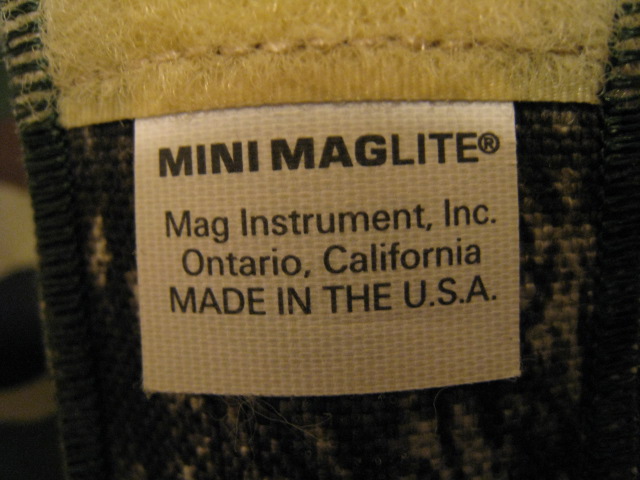 MINI MAGLITE®
Mag Instrument, Inc.
Ontario, California
MADE IN THE U.S.A.